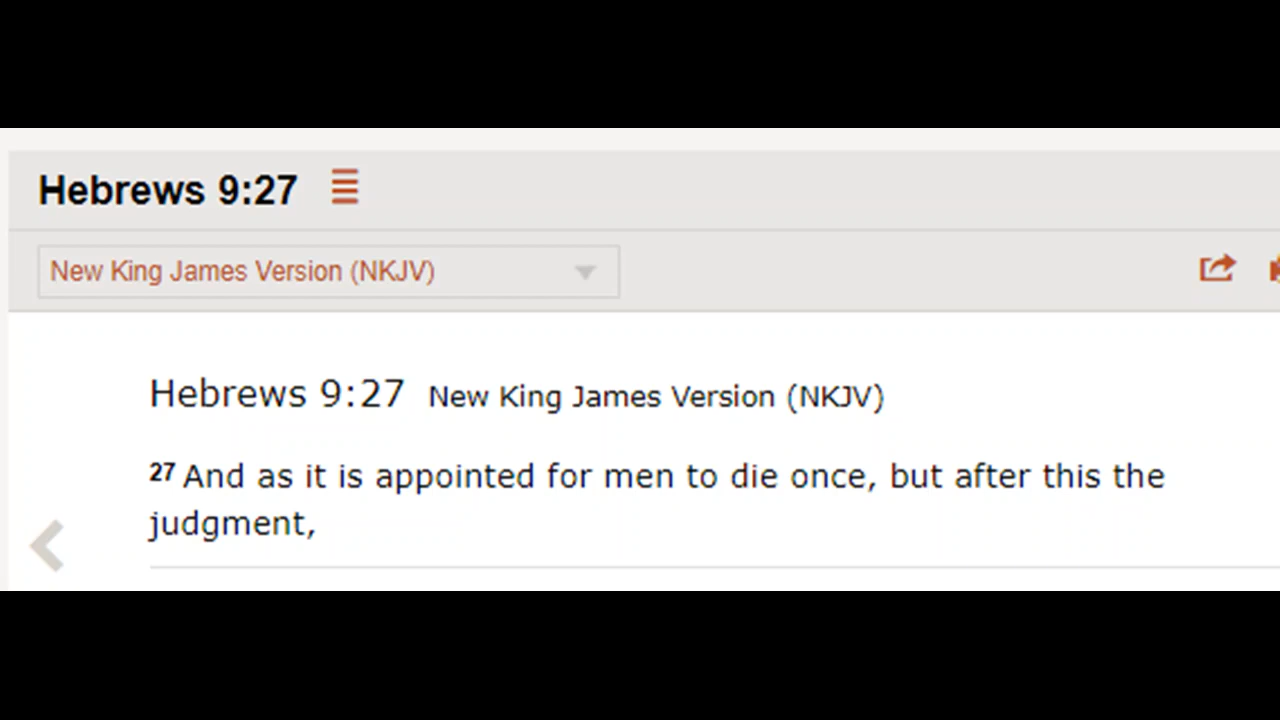 Hebrews 9:27
New King James Version (NKJV)
Hebrews 9:27 New King James Version (NKJV)
27 And as it is appointed for men to die once, but after this the
judgment,